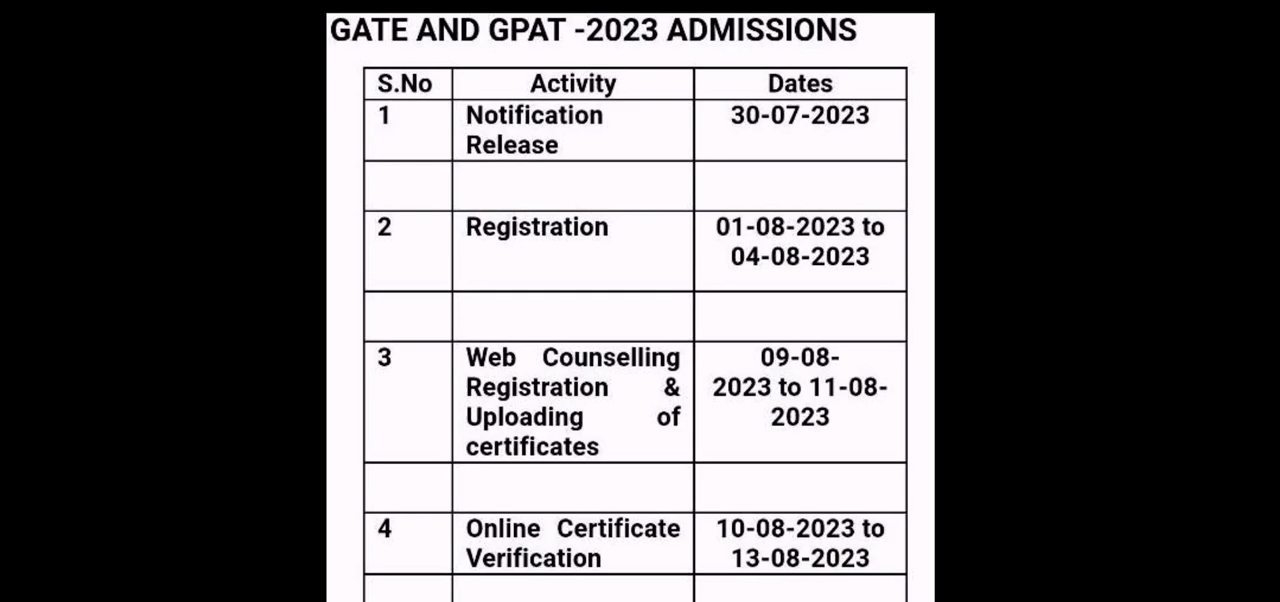 GATE AND GPAT -2023 ADMISSIONS
S.No Activity Dates
1 Notification 30-07-2023
Release
2 Registration 01-08-2023 to
04-08-2023
3 Web Counselling 09-08-
Registration & 2023 to 11-08-
Uploading of 2023
certificates
4 Online Certificate 10-08-2023 to
Verification 13-08-2023